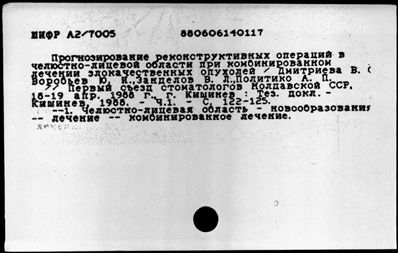 ШИФР А2/7005 880606140117
Прогнозирование реконструктивных операций в
челюстно-лицевой области при комбинированном
лечении злокачественных опухолей / Дмитриева В. С
Воробьев Ю. И.,Занделов В. Л.,Политико А. П.
// Первый съезд стоматологов Молдавской ССР,
18-19 апр. 1988 г., г. Кишинев : Тез. докл. -
Кишинев, 1988. - Ч.1. - С. 122-125.
--1. Челюстно-лицевая область - новообразования
-- лечение -- комбинированное лечение.